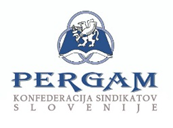 PERGAM
KONFEDERACIJA SINDIKATOV
SLOVENIJE